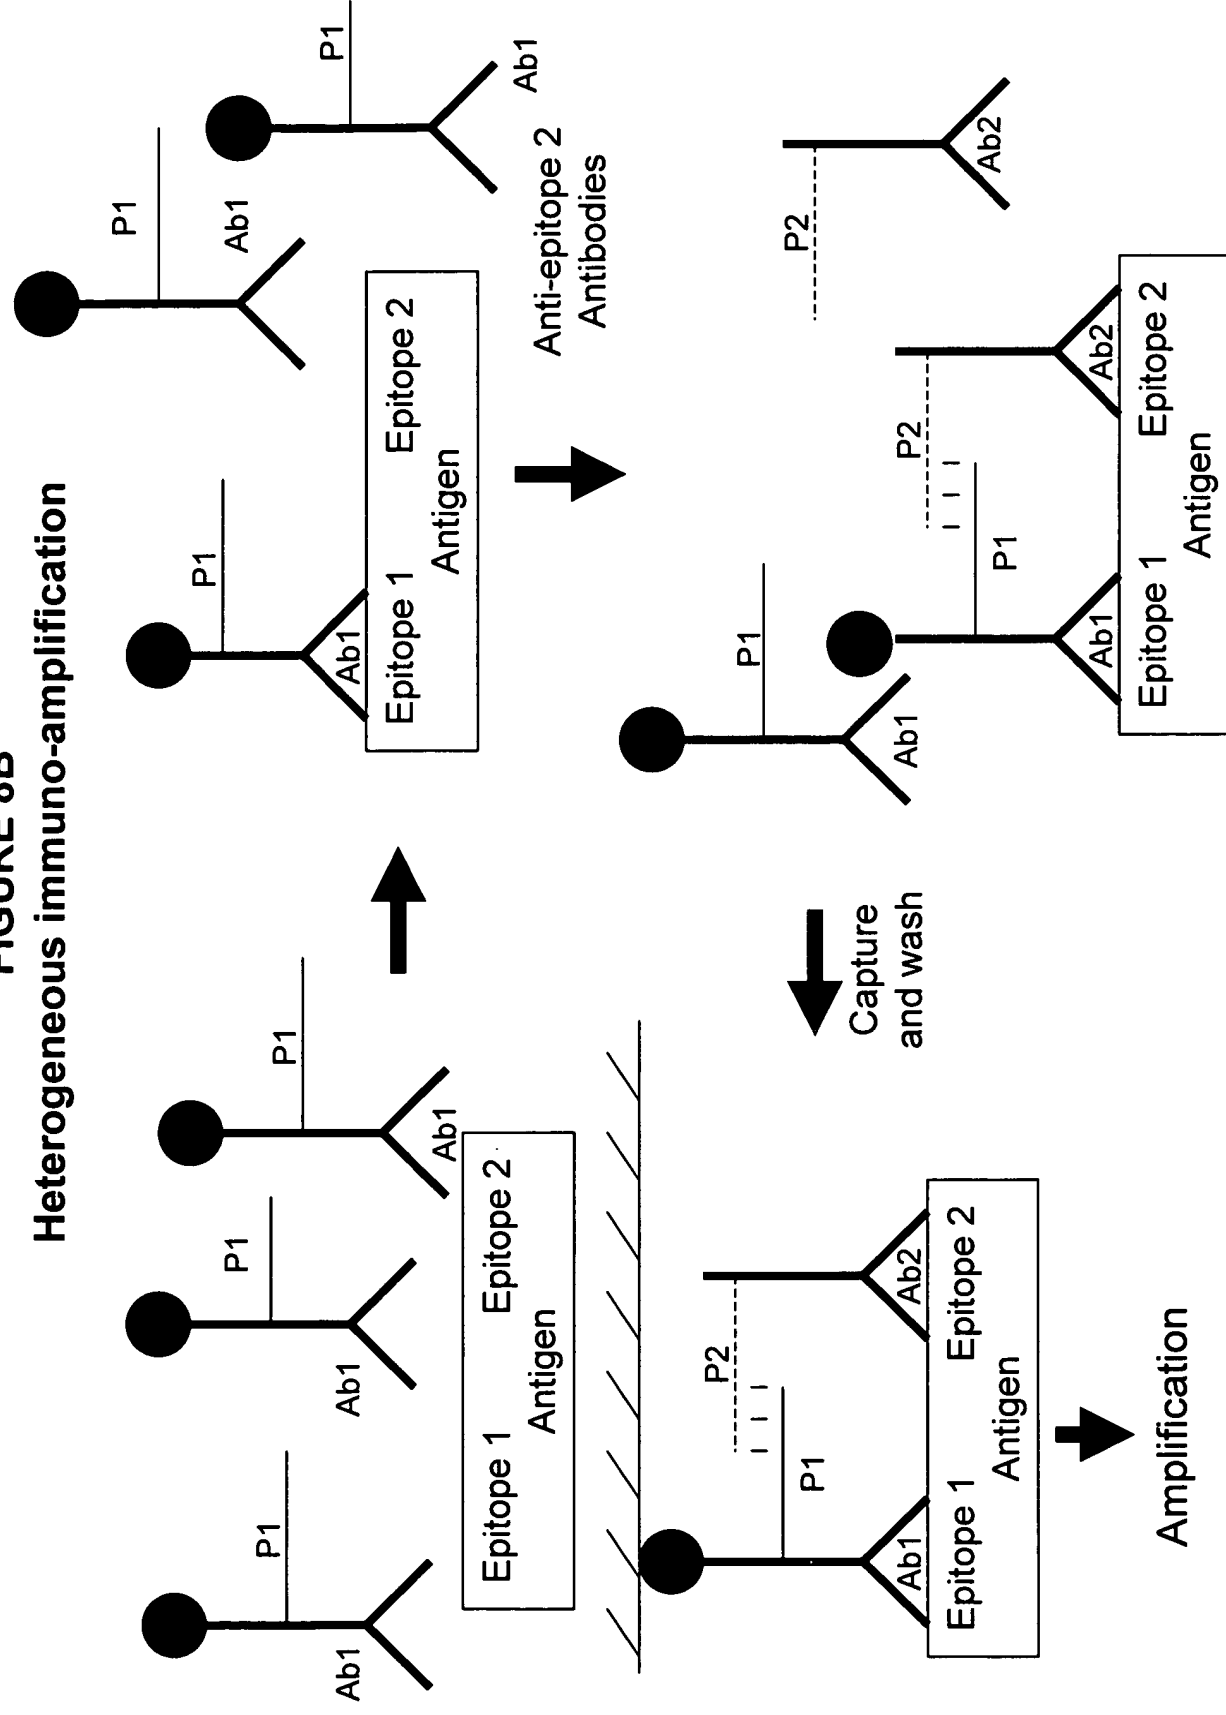 FIGURE
Heterogeneous immuno-amplification
P1
P1
P1
Ab1
Ab1
Ab1
Epitope 1 Epitope 2
Antigen
P1
P1
P1
Ab1
Ab1
Ab1
Epitope 1 Epitope 2
Antigen
Anti-epitope 2
Antibodies
P1
Ab1
P2
P2
P1
Ab1
Ab2
Ab2
Epitope 1 Epitope 2
Antigen
Capture
and wash
P2
P1
Ab1
Ab2
Epitope 1 Epitope 2
Antigen
Amplification